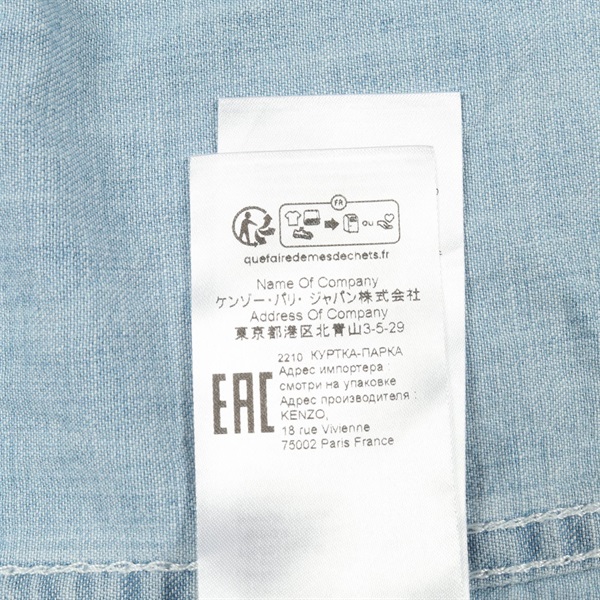 FR
OU
quefairedemesdechets.fr
Name Of Company
ケンゾー・パリ・ジャパン株式会社
Address Of Company
東京都港区北青山3-5-29
2210 КУРТКА-ПАРКА
Адрес импортера :
смотри на упаковке
Адрес производителя :
KENZO,
18 rue Vivienne
75002 Paris France
EAC